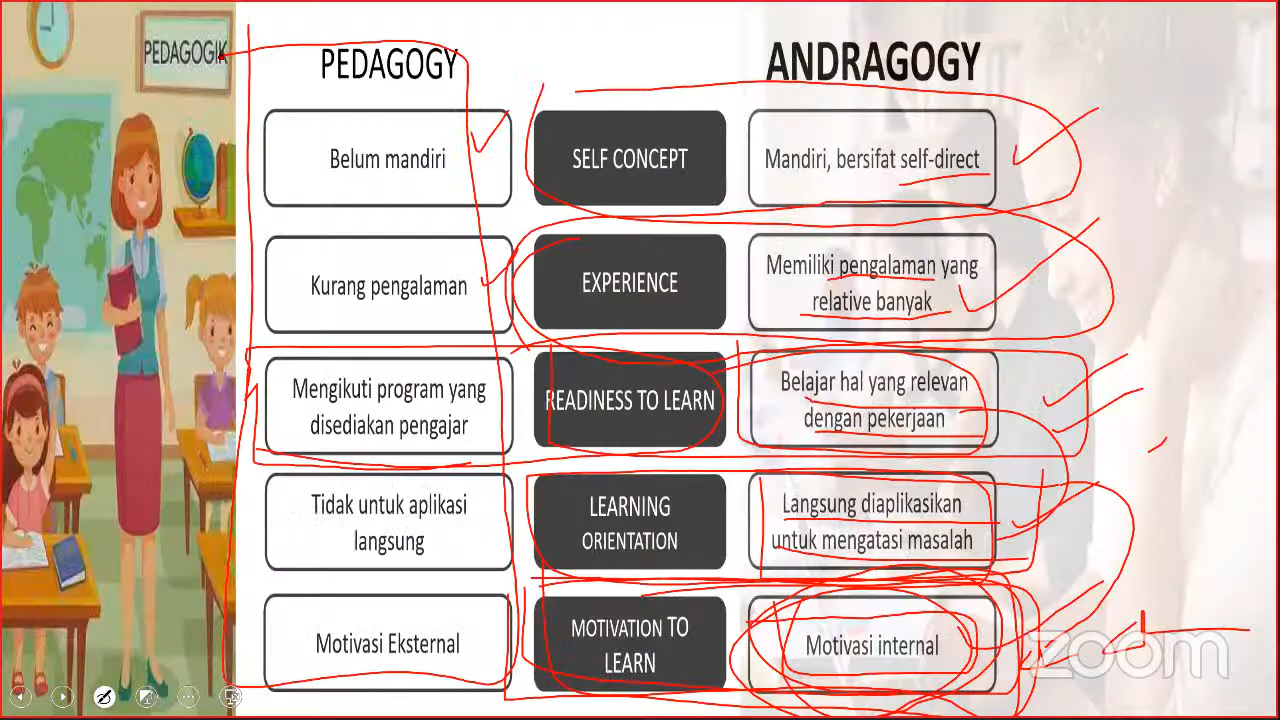 PEDAGOGIK
PEDAGOGY
ANDRAGOGY
Belum mandiri
SELF CONCEPT
Mandiri, bersifat self-direct
Kurang pengalaman
EXPERIENCE
Memiliki pengalaman yang
relative banyak
Mengikuti program yang
disediakan pengajar
READINESS TO LEARN
Belajar hal yang relevan
dengan pekerjaan
Tidak untuk aplikasi
langsung
LEARNING
ORIENTATION
Langsung diaplikasikan
untuk mengatasi masalah
Motivasi Eksternal
MOTIVATION TO
LEARN
Motivasi internal
zoom